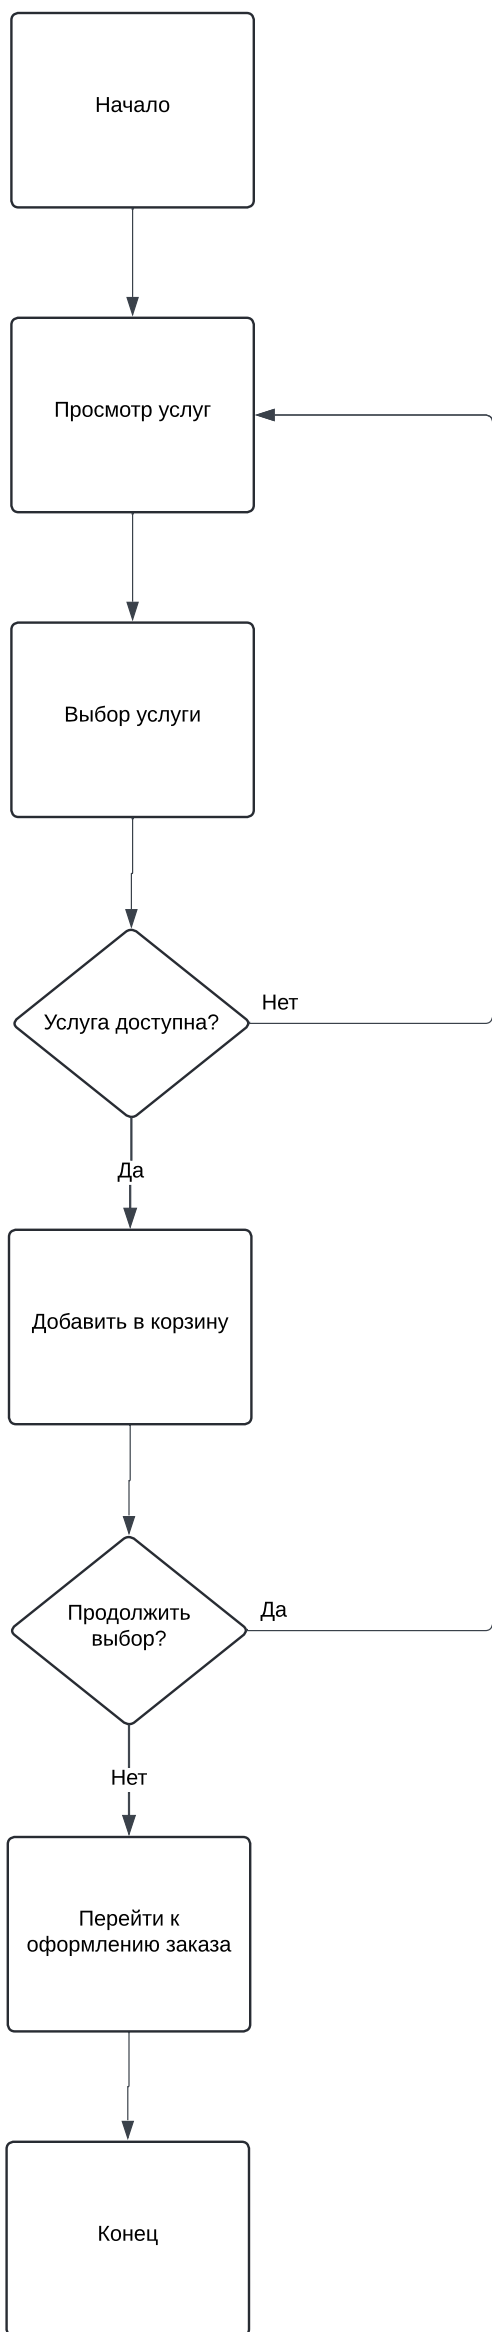 Начало
Просмотр услуг
Выбор услуги
Услуга доступна?
Нет
Да
Добавить в корзину
Продолжить
выбор?
Да
Нет
Перейти к
оформлению заказа
Конец